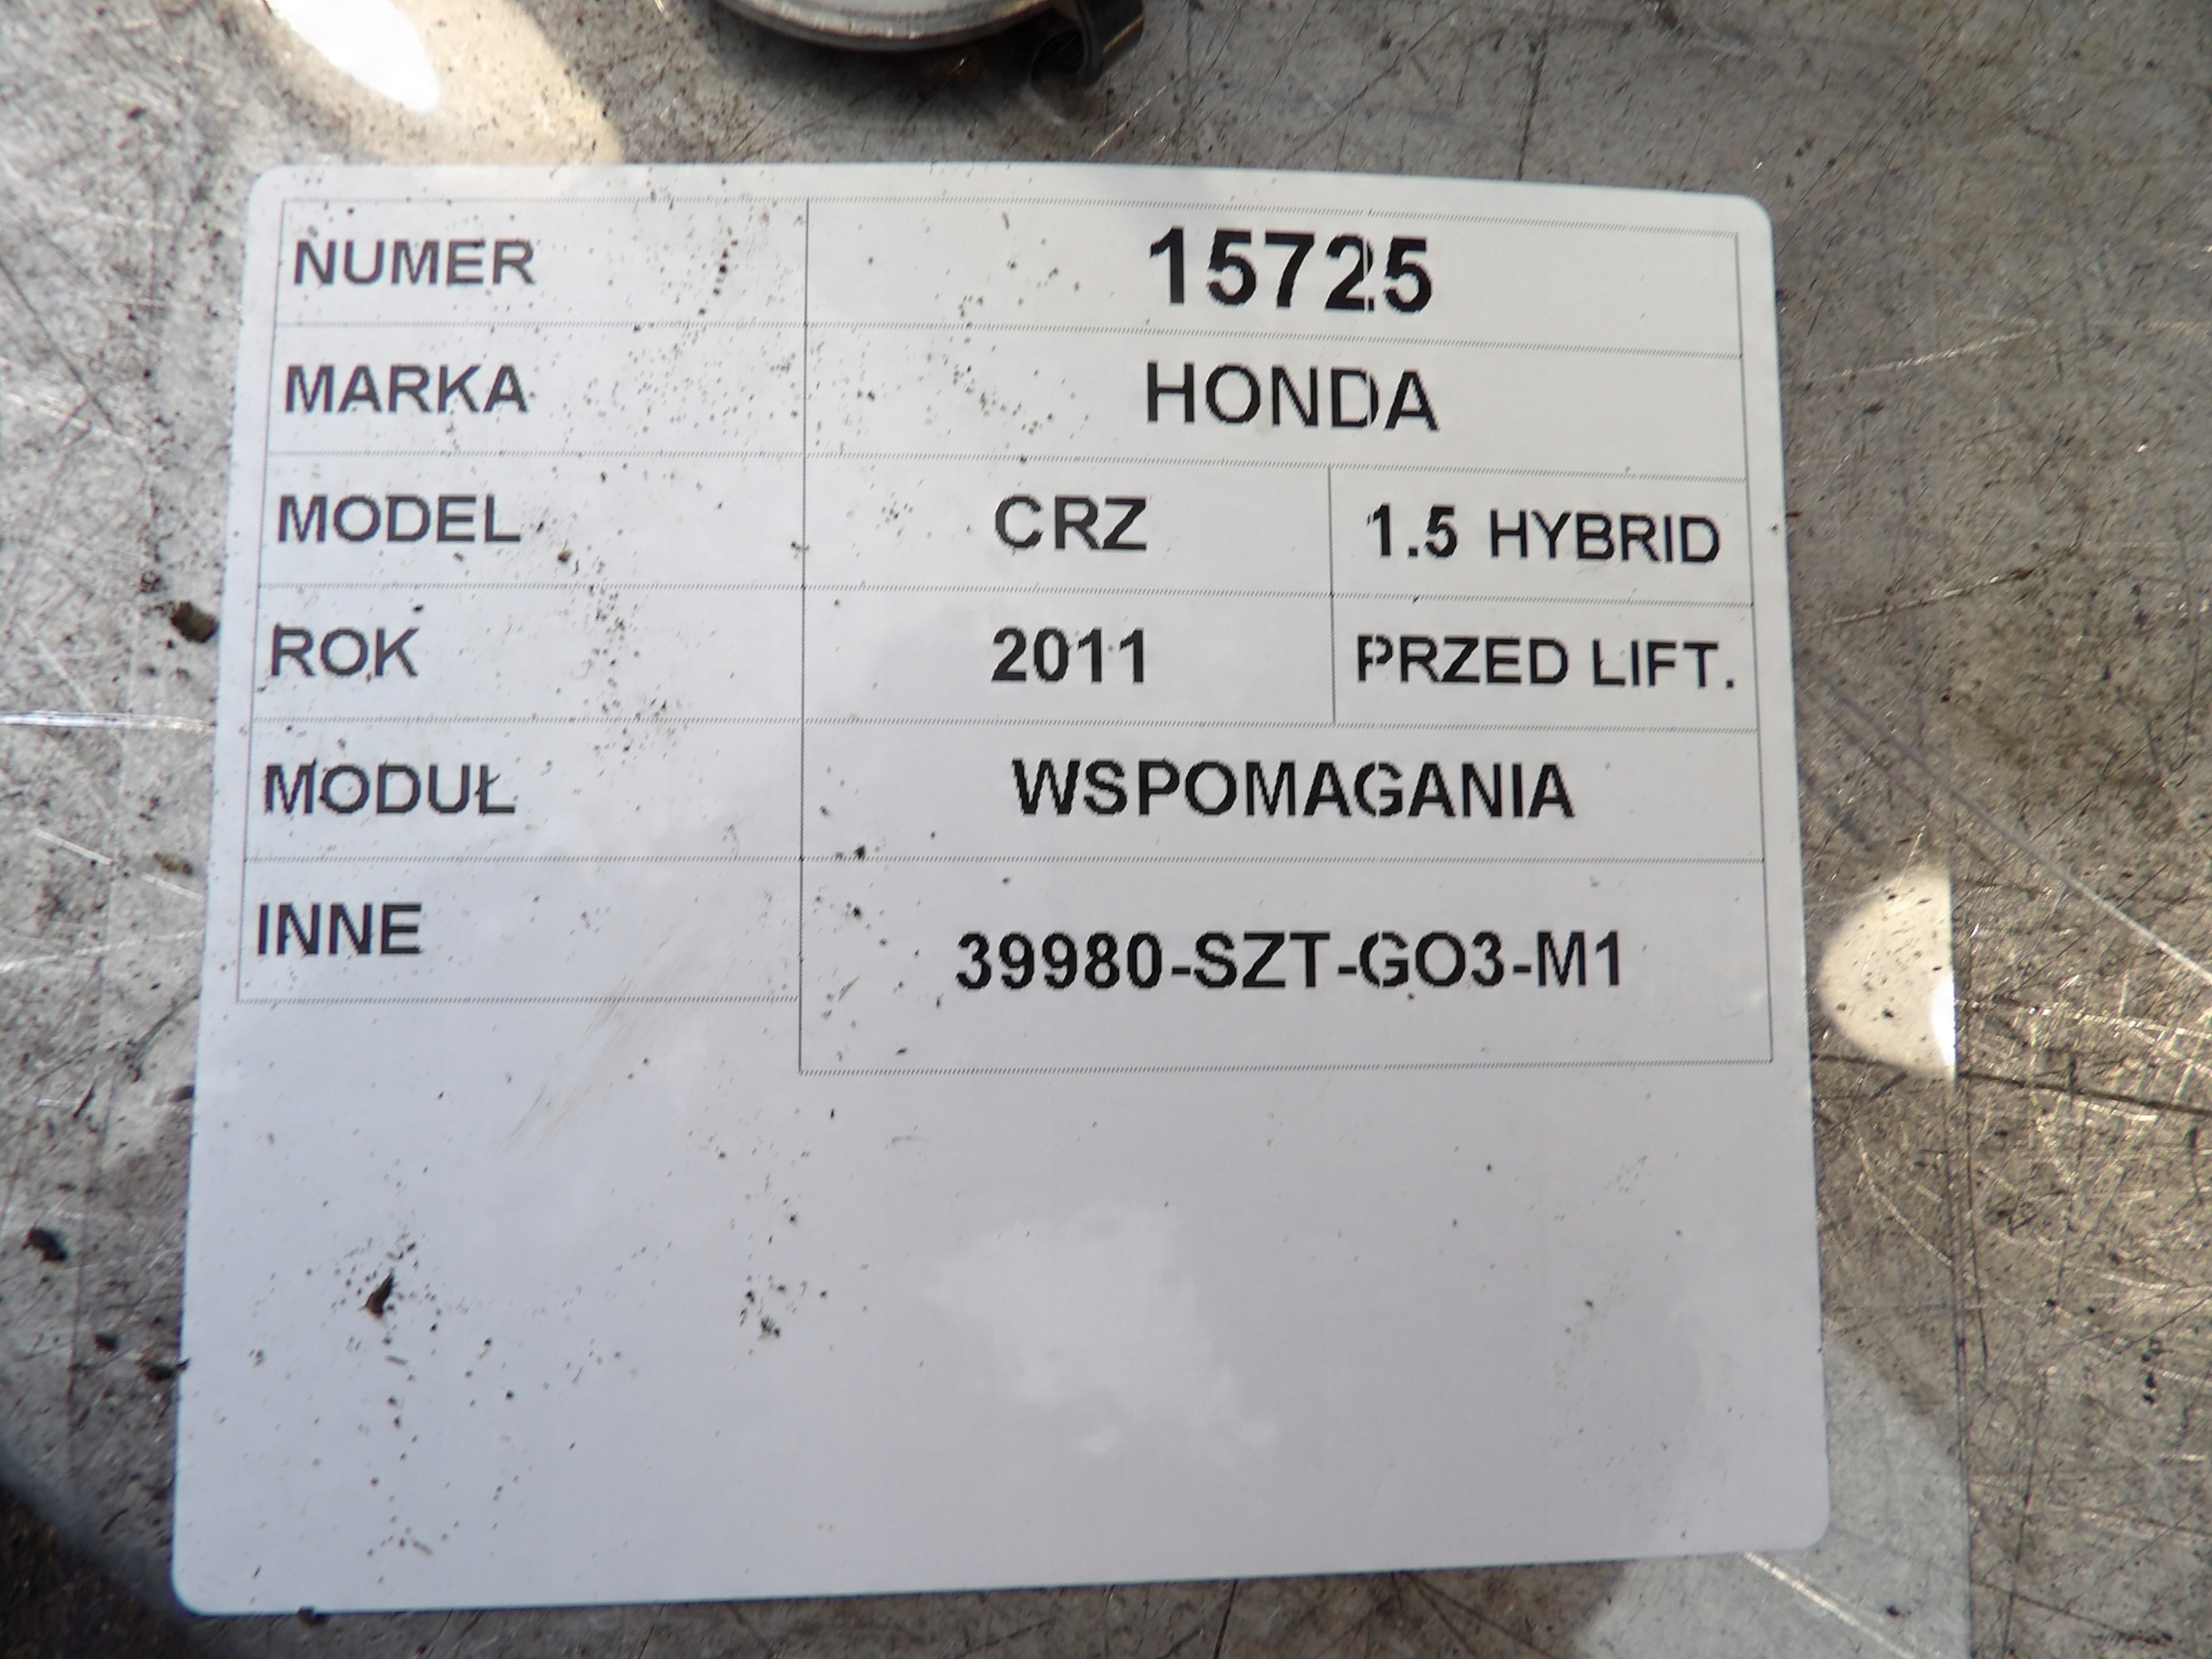 NUMER 15725
MARKA HONDA
MODEL CRZ 1.5 HYBRID
ROK 2011 PRZED LIFT.
MODUŁ WSPOMAGANIA
INNE 39980-SZT-GO3-M1